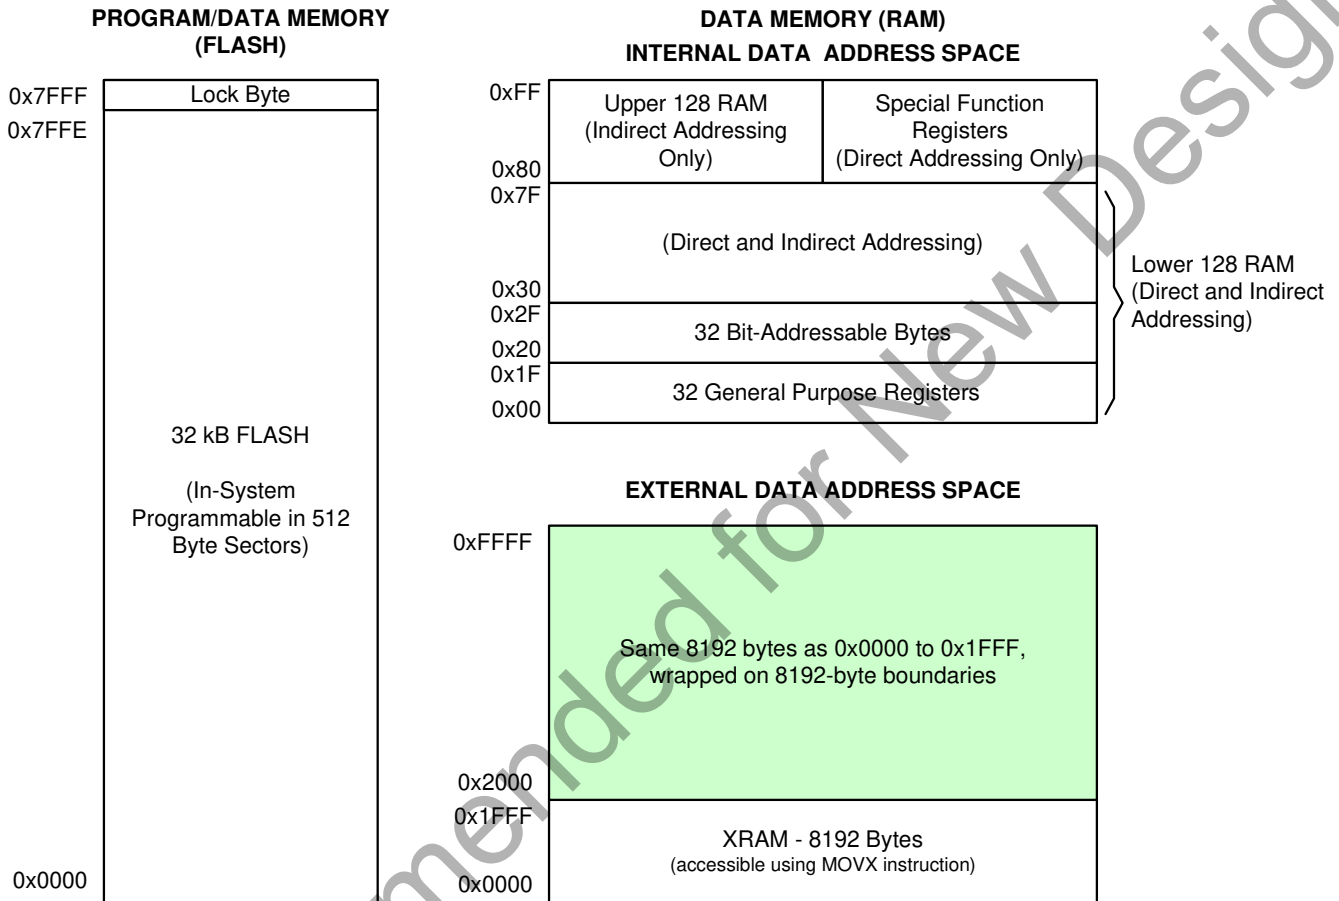 PROGRAM/DATA MEMORY
(FLASH)
0x7FFF
Lock Byte
0x7FFE
32 kB FLASH
(In-System
Programmable in 512
Byte Sectors)
0x0000
DATA MEMORY (RAM)
INTERNAL DATA ADDRESS SPACE
0xFF
Upper 128 RAM
(Indirect Addressing
Only)
Special Function
Registers
(Direct Addressing Only)
0x80
0x7F
(Direct and Indirect Addressing)
0x30
0x2F
32 Bit-Addressable Bytes
0x20
0x1F
32 General Purpose Registers
0x00
Lower 128 RAM
(Direct and Indirect
Addressing)
EXTERNAL DATA ADDRESS SPACE
0xFFFF
Same 8192 bytes as 0x0000 to 0x1FFF,
wrapped on 8192-byte boundaries
0x2000
0x1FFF
XRAM - 8192 Bytes
(accessible using MOVX instruction)
0x0000
for New